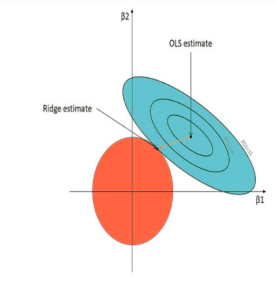 β2
OLS estimate
Ridge estimate
β1